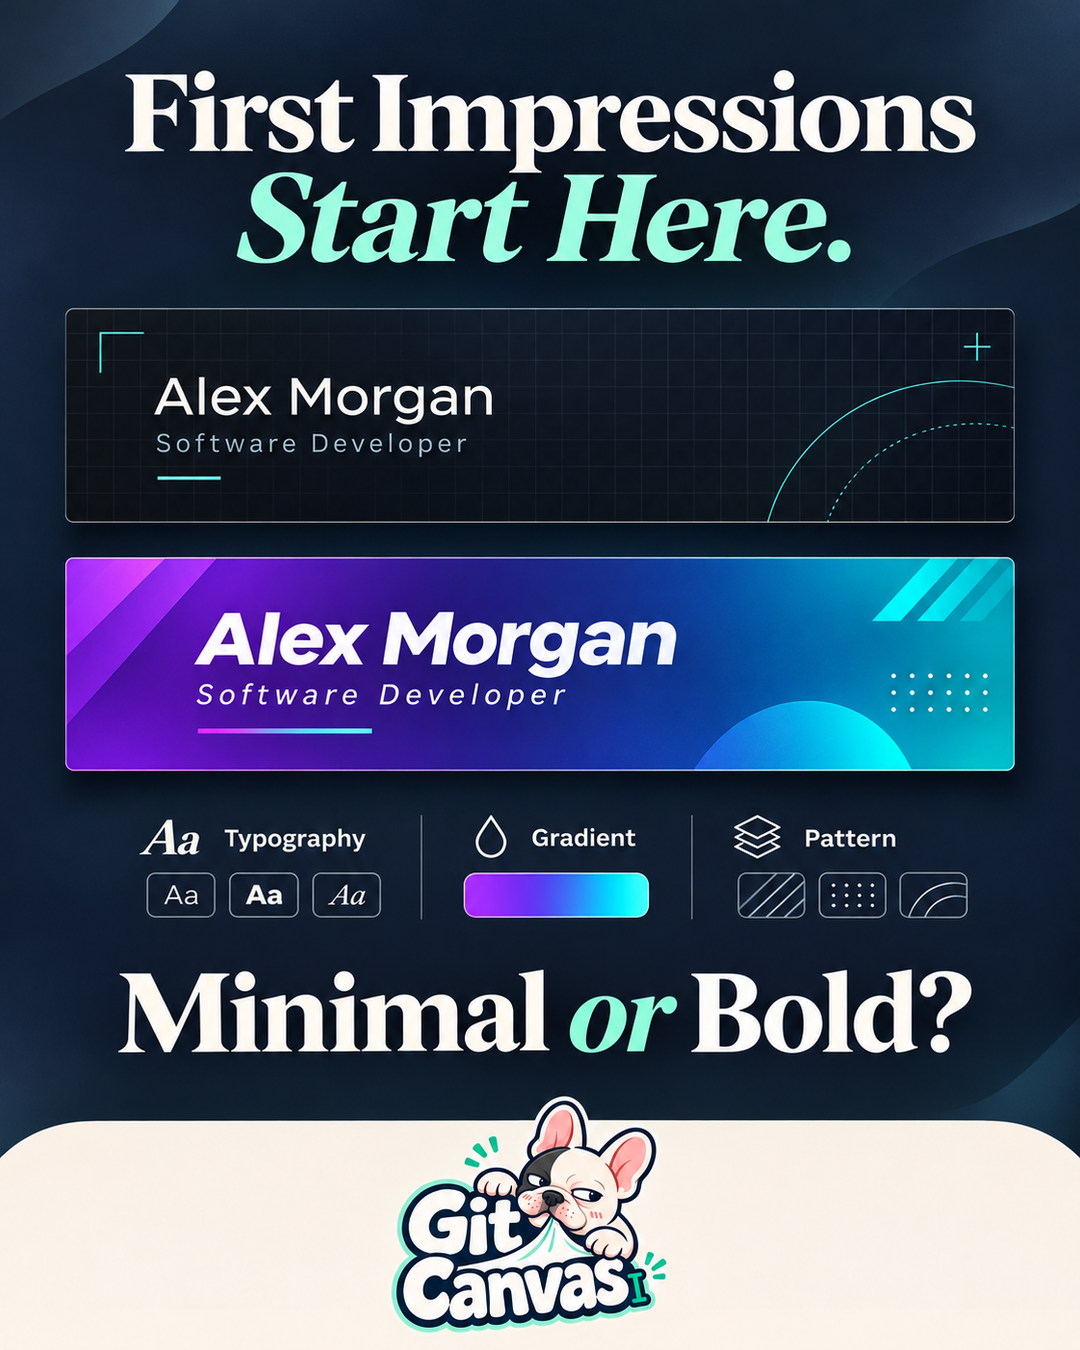 First Impressions
Start Here.
Alex Morgan
Software Developer
Alex Morgan
Software Developer
Aa Typography
Gradient
Pattern
Aa Aa Aa
Minimal or Bold?
Git
Canvas